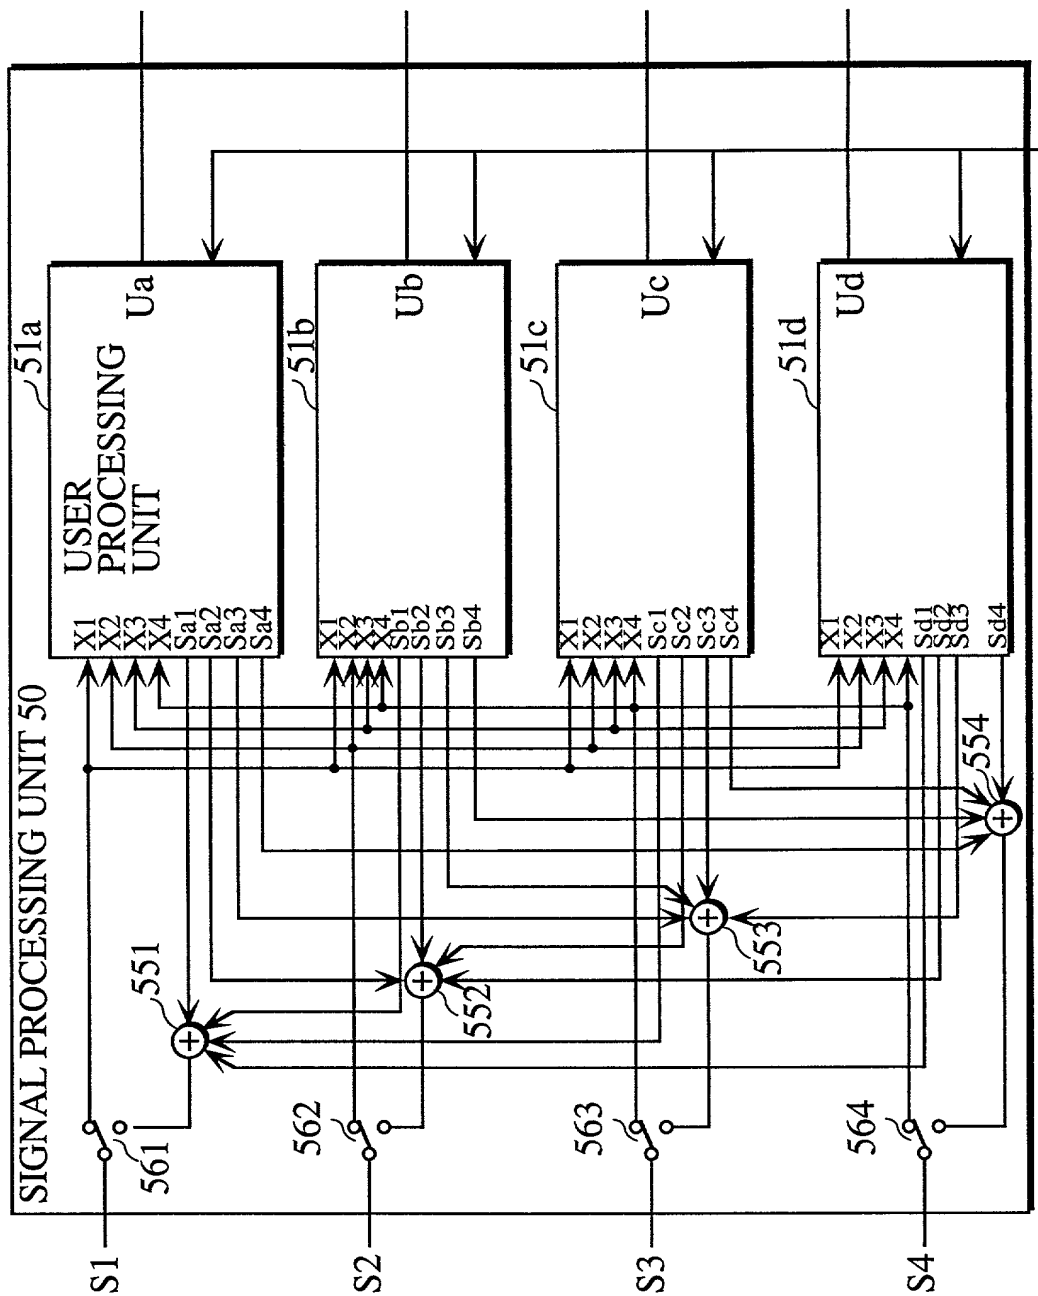 SIGNAL PROCESSING UNIT 50
51a
USER
PROCESSING
UNIT
Ua
X1
X2
X3
X4
Sa1
Sa2
Sa3
Sa4
51b
Ub
X1
X2
X3
X4
Sb1
Sb2
Sb3
Sb4
51c
Uc
X1
X2
X3
X4
Sc1
Sc2
Sc3
Sc4
51d
Ud
X1
X2
X3
X4
Sd1
Sd2
Sd3
Sd4
551
+
552
+
553
+
554
+
561
562
563
564
S1
S2
S3
S4